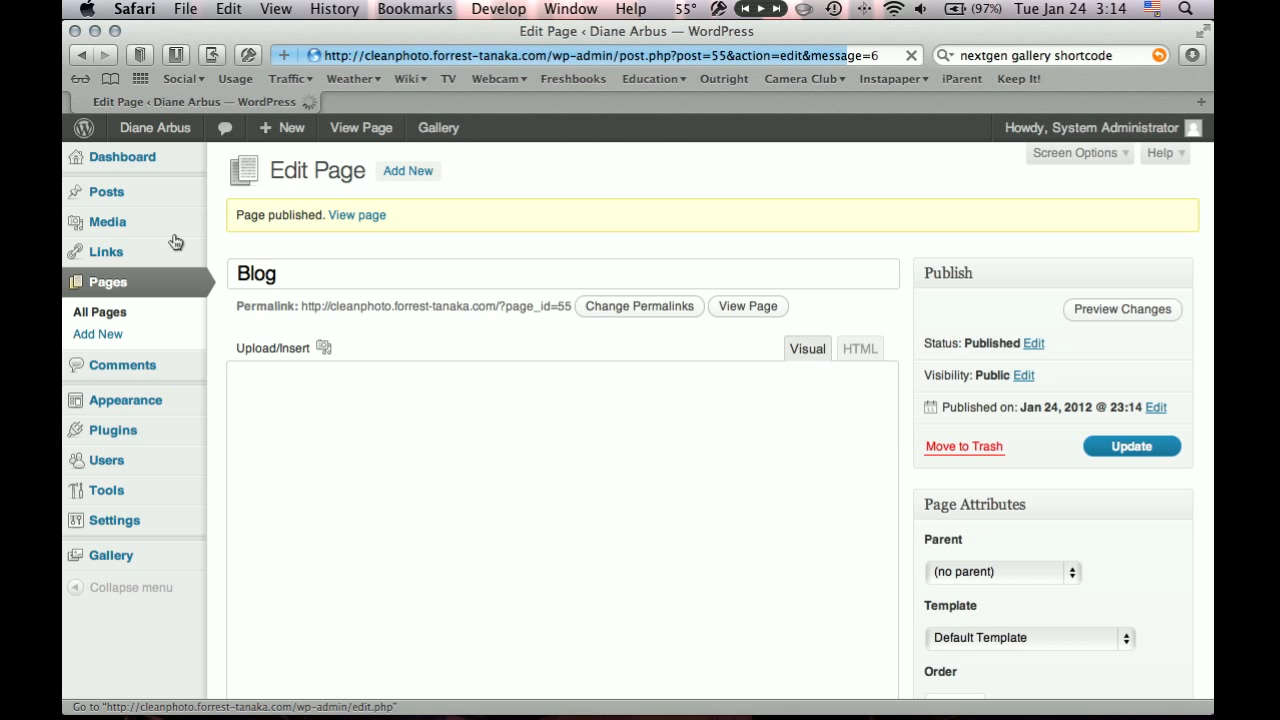 Safari File Edit View History Bookmarks Develop Window Help 55° (97%) Tue Jan 24 3:14
Edit Page ‹ Diane Arbus — WordPress
http://cleanphoto.forrest-tanaka.com/wp-admin/post.php?post=55&action=edit&message=6 nextgen gallery shortcode
Social Usage Traffic Weather Wiki TV Webcam Freshbooks Education Outright Camera Club Instapaper iParent Keep It!
Edit Page ‹ Diane Arbus — WordPress
Diane Arbus + New View Page Gallery Howdy, System Administrator
Screen Options Help
Dashboard
Posts
Media
Links
Pages
All Pages
Add New
Comments
Appearance
Plugins
Users
Tools
Settings
Gallery
Collapse menu
Edit Page Add New
Page published. View page
Blog
Permalink: http://cleanphoto.forrest-tanaka.com/?page_id=55 Change Permalinks View Page
Upload/Insert Visual HTML
Publish
Preview Changes
Status: Published Edit
Visibility: Public Edit
Published on: Jan 24, 2012 @ 23:14 Edit
Move to Trash Update
Page Attributes
Parent
(no parent)
Template
Default Template
Order
Go to "http://cleanphoto.forrest-tanaka.com/wp-admin/edit.php"